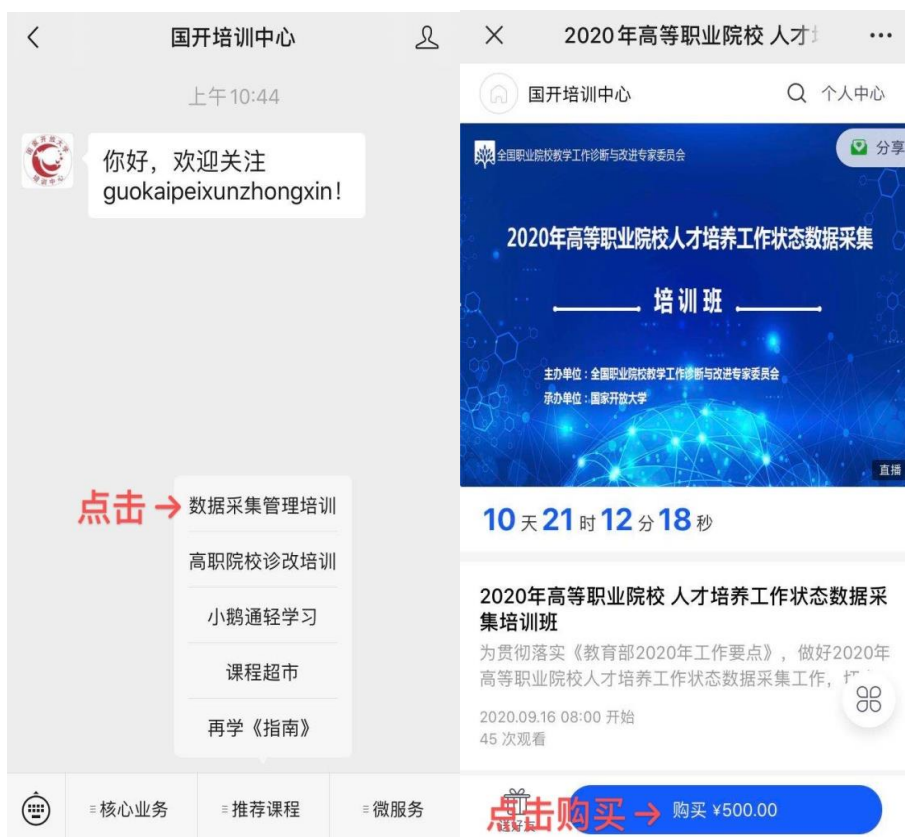 国开培训中心
上午10:44
你好，欢迎关注
guokaipeixunzhongxin！
点击
数据采集管理培训
高职院校诊改培训
小鹅通轻学习
课程超市
再学《指南》
核心业务
推荐课程
微服务
2020年高等职业院校 人才
国开培训中心
个人中心
全国职业院校教学工作诊断与改进专家委员会
分享
2020年高等职业院校人才培养工作状态数据采集
培训班
主办单位：全国职业院校教学工作诊断与改进专家委员会
承办单位：国家开放大学
直播
10天21时12分18秒
2020年高等职业院校 人才培养工作状态数据采
集培训班
为贯彻落实《教育部2020年工作要点》，做好2020年
高等职业院校人才培养工作状态数据采集工作，
2020.09.16 08:00 开始
45 次观看
点击购买
购买 ¥500.00